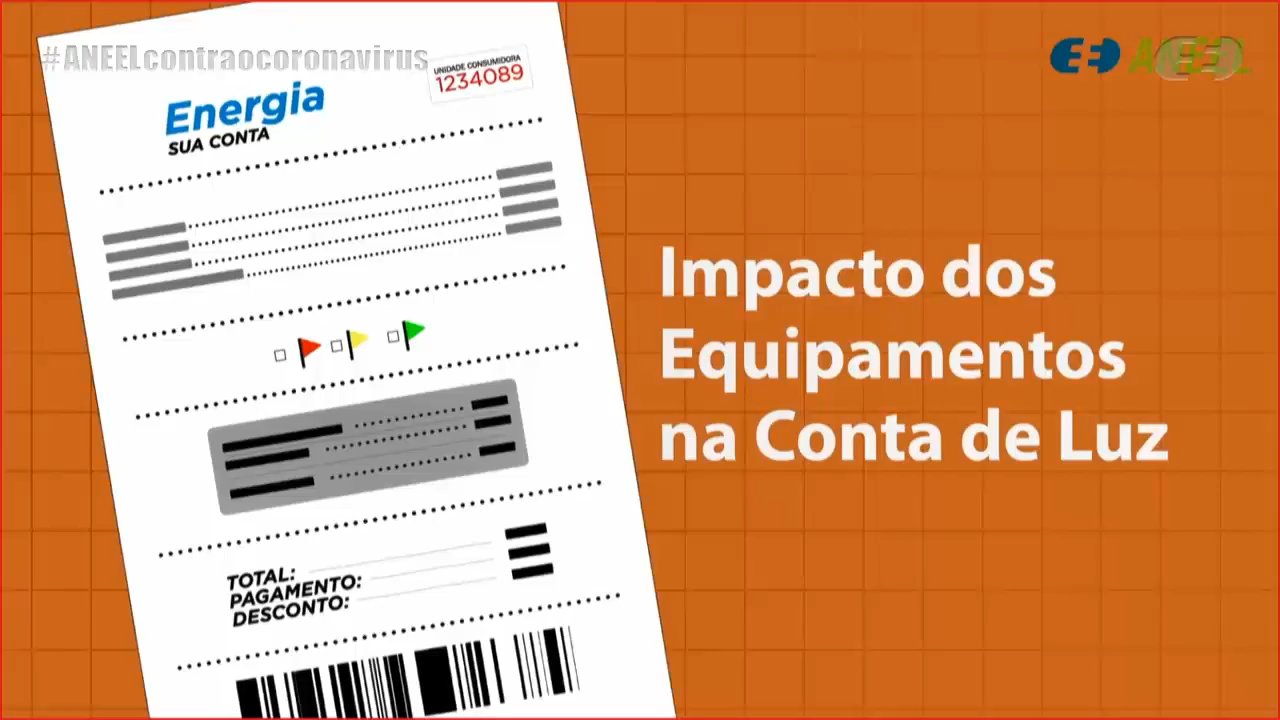 #ANEELcontraocoronavirus
UNIDADE CONSUMIDORA
1234089
ANEEL
Energia
SUA CONTA
Impacto dos
Equipamentos
na Conta de Luz
TOTAL:
PAGAMENTO:
DESCONTO: